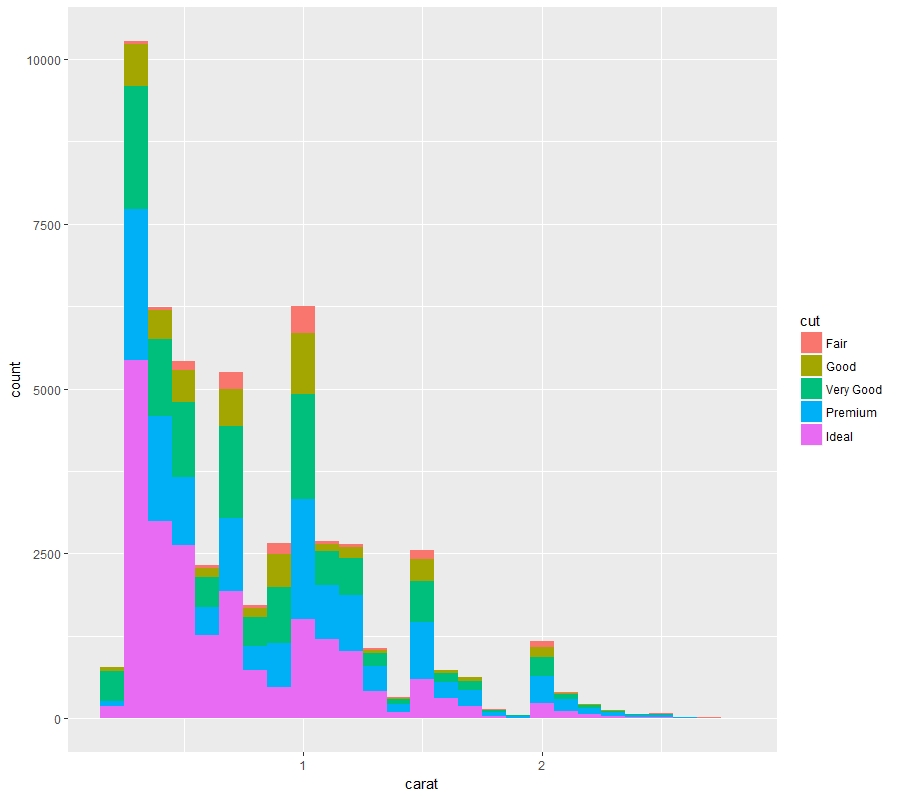 10000
7500
5000
2500
0
count
1
2
carat
cut
Fair
Good
Very Good
Premium
Ideal